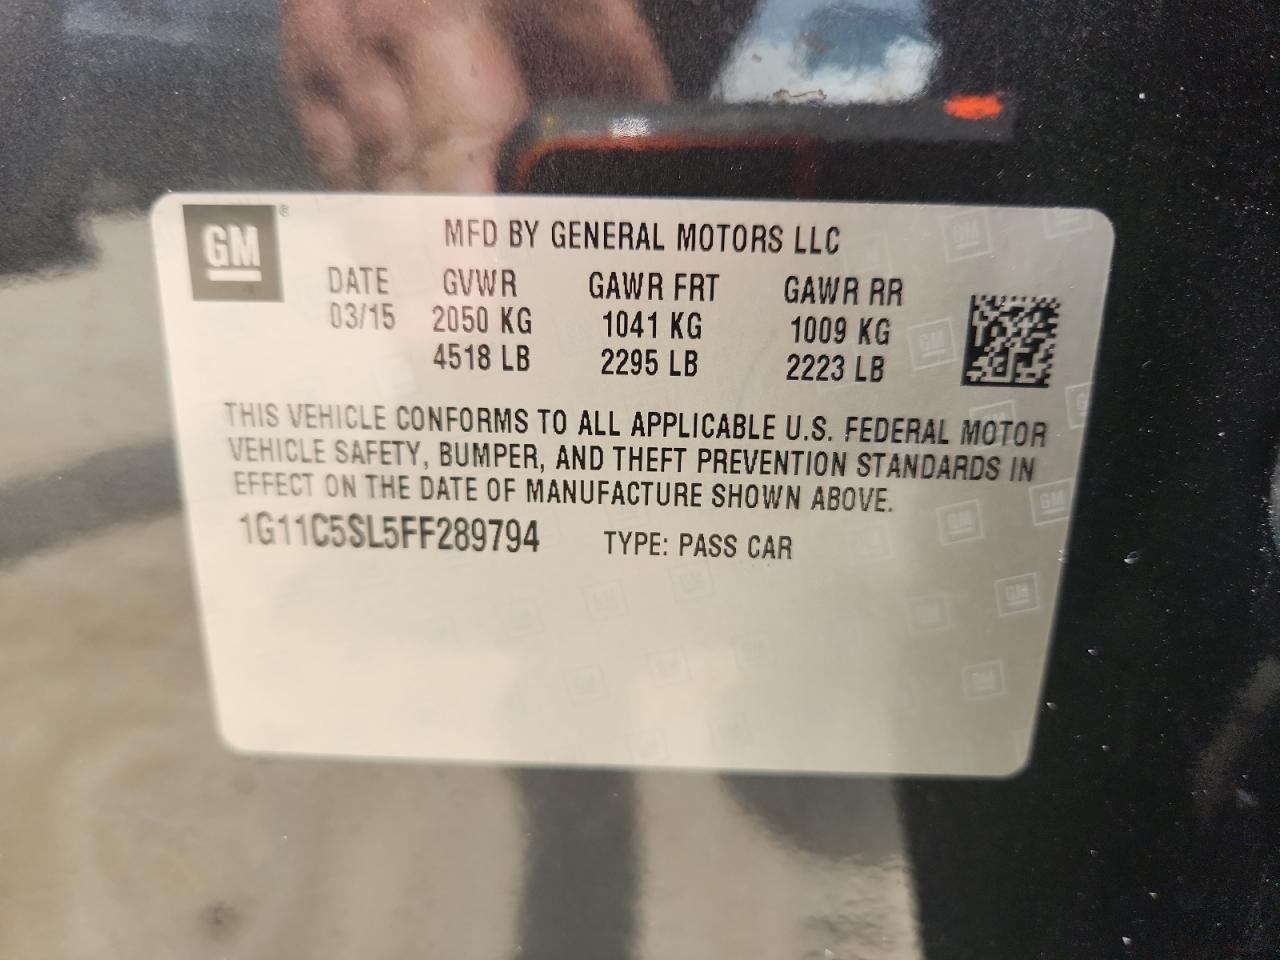 GM®
MFD BY GENERAL MOTORS LLC
DATE GVWR GAWR FRT GAWR RR
03/15 2050 KG 1041 KG 1009 KG
4518 LB 2295 LB 2223 LB
THIS VEHICLE CONFORMS TO ALL APPLICABLE U.S. FEDERAL MOTOR
VEHICLE SAFETY, BUMPER, AND THEFT PREVENTION STANDARDS IN
EFFECT ON THE DATE OF MANUFACTURE SHOWN ABOVE.
1G11C5SL5FF289794 TYPE: PASS CAR